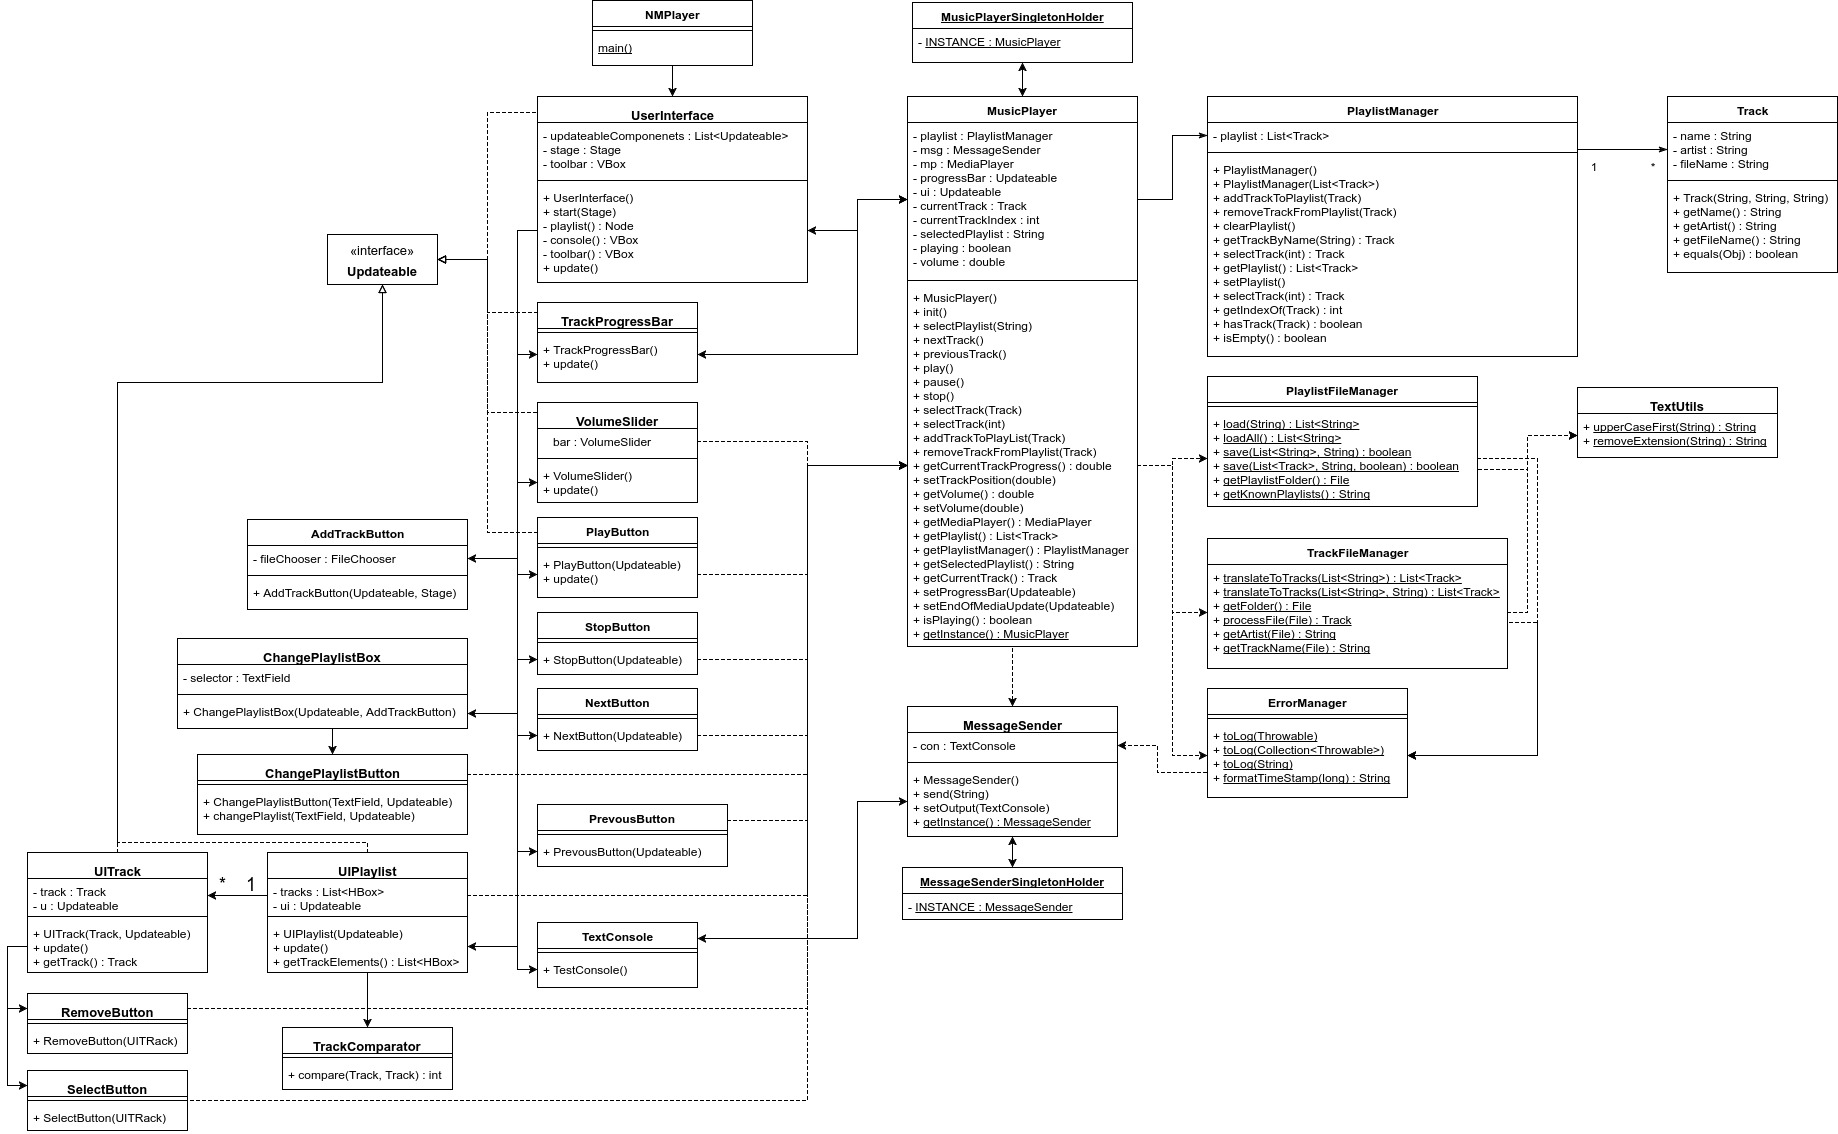 NMPlayer
main()
MusicPlayerSingletonHolder
- INSTANCE : MusicPlayer
UserInterface
- updateableComponenets : List<Updateable>
- stage : Stage
- toolbar : VBox
+ UserInterface()
+ start(Stage)
- playlist() : Node
- console() : VBox
- toolbar() : VBox
+ update()
MusicPlayer
- playlist : PlaylistManager
- msg : MessageSender
- mp : MediaPlayer
- progressBar : Updateable
- ui : Updateable
- currentTrack : Track
- currentTrackIndex : int
- selectedPlaylist : String
- playing : boolean
- volume : double
+ MusicPlayer()
+ init()
+ selectPlaylist(String)
+ nextTrack()
+ previousTrack()
+ play()
+ pause()
+ stop()
+ selectTrack(Track)
+ selectTrack(int)
+ addTrackToPlayList(Track)
+ removeTrackFromPlaylist(Track)
+ getCurrentTrackProgress() : double
+ setTrackPosition(double)
+ getVolume() : double
+ setVolume(double)
+ getMediaPlayer() : MediaPlayer
+ getPlaylist() : List<Track>
+ getPlaylistManager() : PlaylistManager
+ getSelectedPlaylist() : String
+ getCurrentTrack() : Track
+ setProgressBar(Updateable)
+ setEndOfMediaUpdate(Updateable)
+ isPlaying() : boolean
+ getInstance() : MusicPlayer
PlaylistManager
- playlist : List<Track>
+ PlaylistManager()
+ PlaylistManager(List<Track>)
+ addTrackToPlaylist(Track)
+ removeTrackFromPlaylist(Track)
+ clearPlaylist()
+ getTrackByName(String) : Track
+ selectTrack(int) : Track
+ getPlaylist() : List<Track>
+ setPlaylist()
+ selectTrack(int) : Track
+ getIndexOf(Track) : int
+ hasTrack(Track) : boolean
+ isEmpty() : boolean
1
*
Track
- name : String
- artist : String
- fileName : String
+ Track(String, String, String)
+ getName() : String
+ getArtist() : String
+ getFileName() : String
+ equals(Obj) : boolean
«interface»
Updateable
TrackProgressBar
+ TrackProgressBar()
+ update()
VolumeSlider
bar : VolumeSlider
+ VolumeSlider()
+ update()
PlaylistFileManager
+ load(String) : List<String>
+ loadAll() : List<String>
+ save(List<String>, String) : boolean
+ save(List<Track>, String, boolean) : boolean
+ getPlaylistFolder() : File
+ getKnownPlaylists() : String
TextUtils
+ upperCaseFirst(String) : String
+ removeExtension(String) : String
AddTrackButton
- fileChooser : FileChooser
+ AddTrackButton(Updateable, Stage)
PlayButton
+ PlayButton(Updateable)
+ update()
TrackFileManager
+ translateToTracks(List<String>) : List<Track>
+ translateToTracks(List<String>, String) : List<Track>
+ getFolder() : File
+ processFile(File) : Track
+ getArtist(File) : String
+ getTrackName(File) : String
StopButton
+ StopButton(Updateable)
ChangePlaylistBox
- selector : TextField
+ ChangePlaylistBox(Updateable, AddTrackButton)
NextButton
+ NextButton(Updateable)
MessageSender
- con : TextConsole
+ MessageSender()
+ send(String)
+ setOutput(TextConsole)
+ getInstance() : MessageSender
ErrorManager
+ toLog(Throwable)
+ toLog(Collection<Throwable>)
+ toLog(String)
+ formatTimeStamp(long) : String
ChangePlaylistButton
+ ChangePlaylistButton(TextField, Updateable)
+ changePlaylist(TextField, Updateable)
PrevousButton
+ PrevousButton(Updateable)
UITrack
- track : Track
- u : Updateable
+ UITrack(Track, Updateable)
+ update()
+ getTrack() : Track
* 1
UIPlaylist
- tracks : List<HBox>
- ui : Updateable
+ UIPlaylist(Updateable)
+ update()
+ getTrackElements() : List<HBox>
MessageSenderSingletonHolder
- INSTANCE : MessageSender
TextConsole
+ TestConsole()
RemoveButton
+ RemoveButton(UITRack)
TrackComparator
+ compare(Track, Track) : int
SelectButton
+ SelectButton(UITRack)